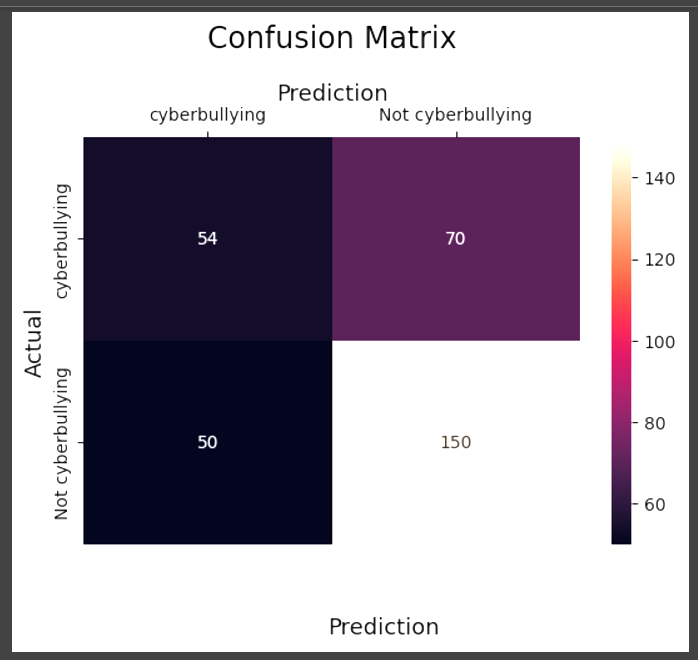 Confusion Matrix
Prediction
cyberbullying Not cyberbullying
Actual
cyberbullying
54 70
Not cyberbullying
50 150
140
120
100
80
60
Prediction